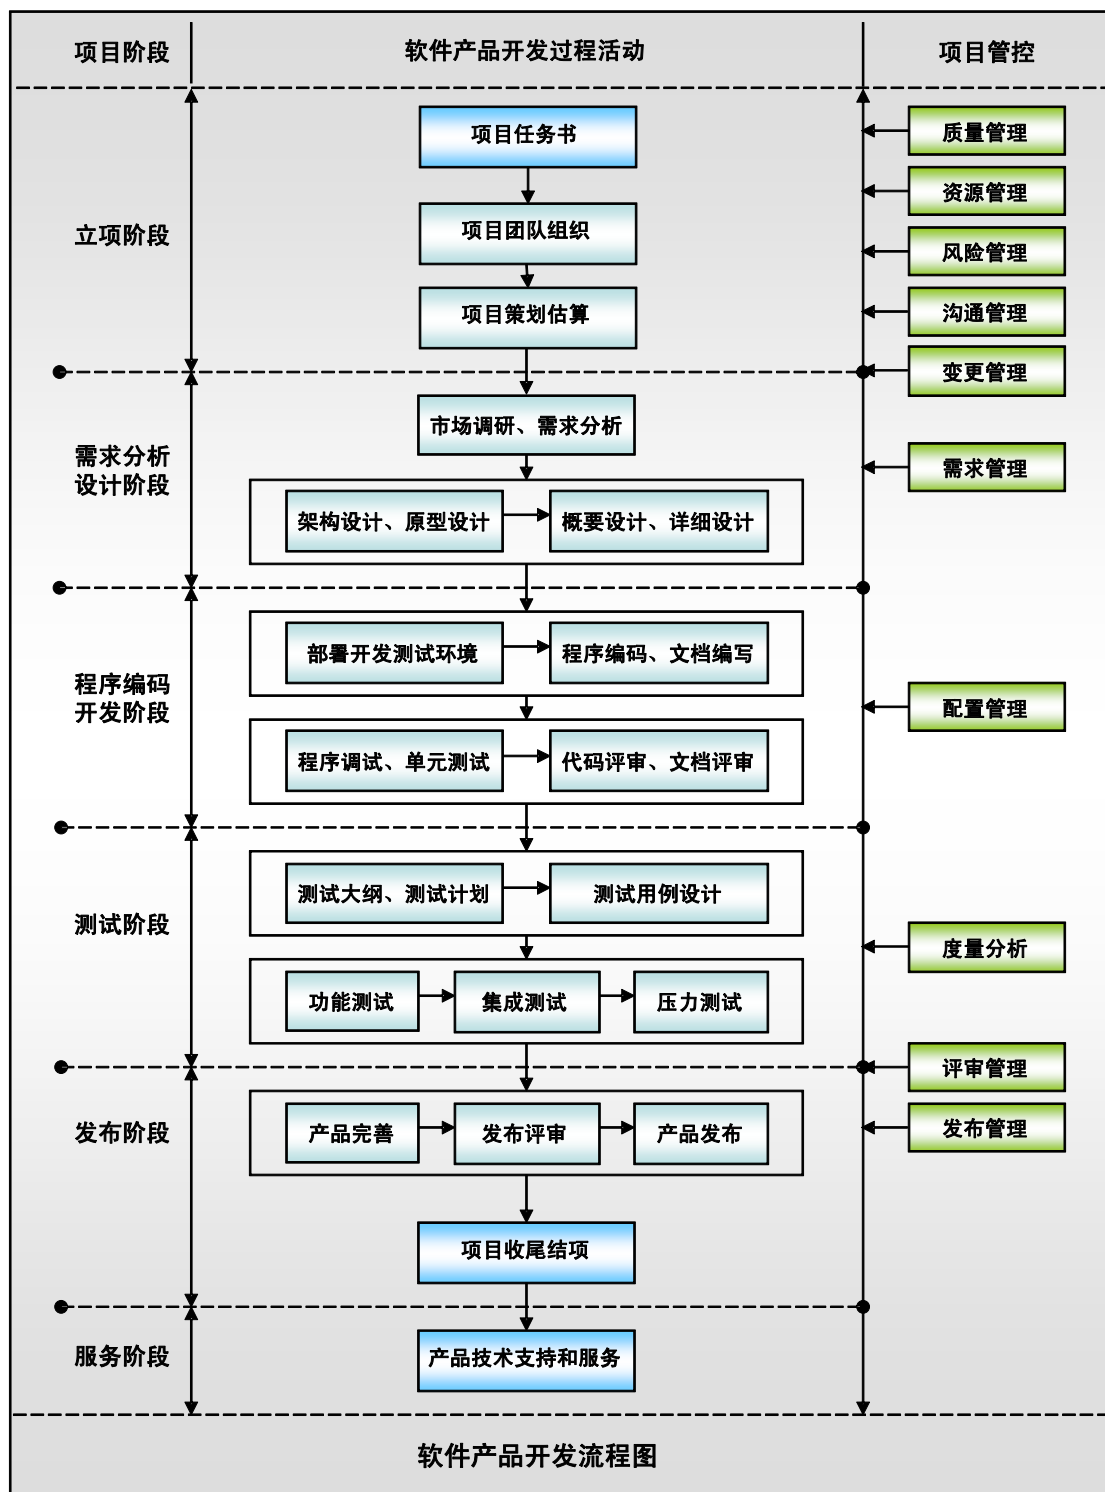 项目阶段
软件产品开发过程活动
项目管控
项目任务书
质量管理
资源管理
立项阶段
项目团队组织
风险管理
项目策划估算
沟通管理
变更管理
市场调研、需求分析
需求分析
设计阶段
需求管理
架构设计、原型设计
概要设计、详细设计
部署开发测试环境
程序编码、文档编写
程序编码
开发阶段
配置管理
程序调试、单元测试
代码评审、文档评审
测试大纲、测试计划
测试用例设计
测试阶段
度量分析
功能测试
集成测试
压力测试
评审管理
发布阶段
产品完善
发布评审
产品发布
发布管理
项目收尾结项
服务阶段
产品技术支持和服务
软件产品开发流程图